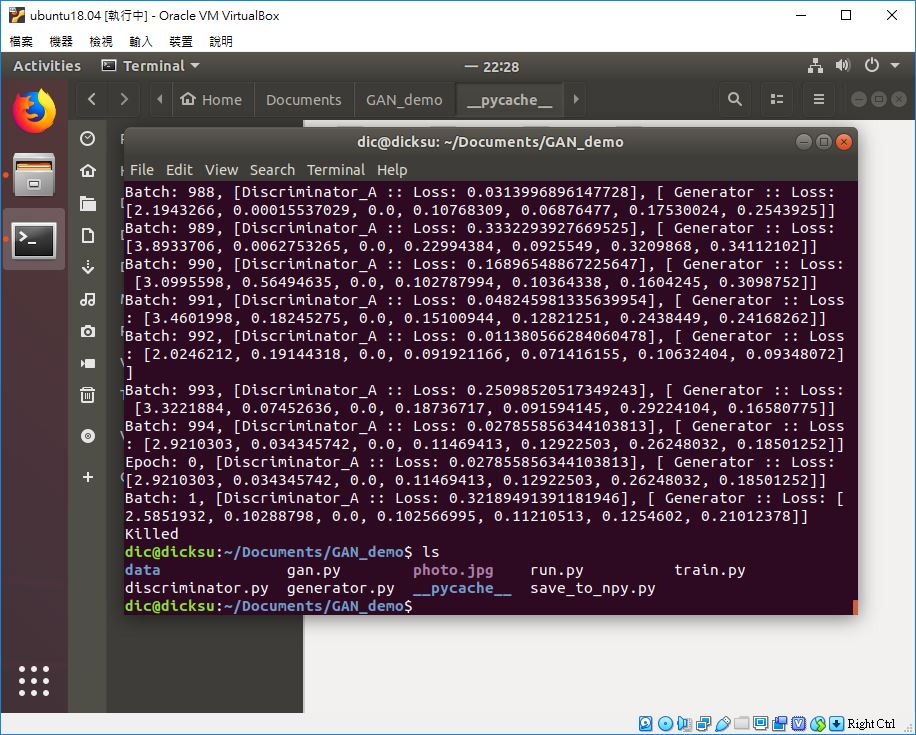 ubuntu18.04 [執行中] - Oracle VM VirtualBox
檔案 機器 檢視 輸入 裝置 說明
Activities Terminal 22:28
Home Documents GAN_demo __pycache__
dic@dicksu: ~/Documents/GAN_demo
File Edit View Search Terminal Help
Batch: 988, [Discriminator_A :: Loss: 0.0313996896147728], [ Generator :: Loss:
[2.1943266, 0.00015537029, 0.0, 0.10768309, 0.06876477, 0.17530024, 0.2543925]]
Batch: 989, [Discriminator_A :: Loss: 0.3332293927669525], [ Generator :: Loss:
[3.8933706, 0.0062753265, 0.0, 0.22994384, 0.0925549, 0.3209868, 0.34112102]]
Batch: 990, [Discriminator_A :: Loss: 0.16896548867225647], [ Generator :: Loss:
[3.0995598, 0.56494635, 0.0, 0.102787994, 0.10364338, 0.1604245, 0.3098752]]
Batch: 991, [Discriminator_A :: Loss: 0.048245981335639954], [ Generator :: Loss
: [3.4601998, 0.18245275, 0.0, 0.15100944, 0.12821251, 0.2438449, 0.24168262]]
Batch: 992, [Discriminator_A :: Loss: 0.011380566284060478], [ Generator :: Loss
: [2.0246212, 0.19144318, 0.0, 0.091921166, 0.071416155, 0.10632404, 0.09348072]
]
Batch: 993, [Discriminator_A :: Loss: 0.25098520517349243], [ Generator :: Loss:
[3.3221884, 0.07452636, 0.0, 0.18736717, 0.091594145, 0.29224104, 0.16580775]]
Batch: 994, [Discriminator_A :: Loss: 0.027855856344103813], [ Generator :: Loss
: [2.9210303, 0.034345742, 0.0, 0.11469413, 0.12922503, 0.26248032, 0.18501252]]
Epoch: 0, [Discriminator_A :: Loss: 0.027855856344103813], [ Generator :: Loss:
[2.9210303, 0.034345742, 0.0, 0.11469413, 0.12922503, 0.26248032, 0.18501252]]
Batch: 1, [Discriminator_A :: Loss: 0.32189491391181946], [ Generator :: Loss: [
2.5851932, 0.10288798, 0.0, 0.102566995, 0.11210513, 0.1254602, 0.21012378]]
Killed
dic@dicksu:~/Documents/GAN_demo$ ls
data gan.py photo.jpg run.py train.py
discriminator.py generator.py __pycache__ save_to_npy.py
dic@dicksu:~/Documents/GAN_demo$
Right Ctrl